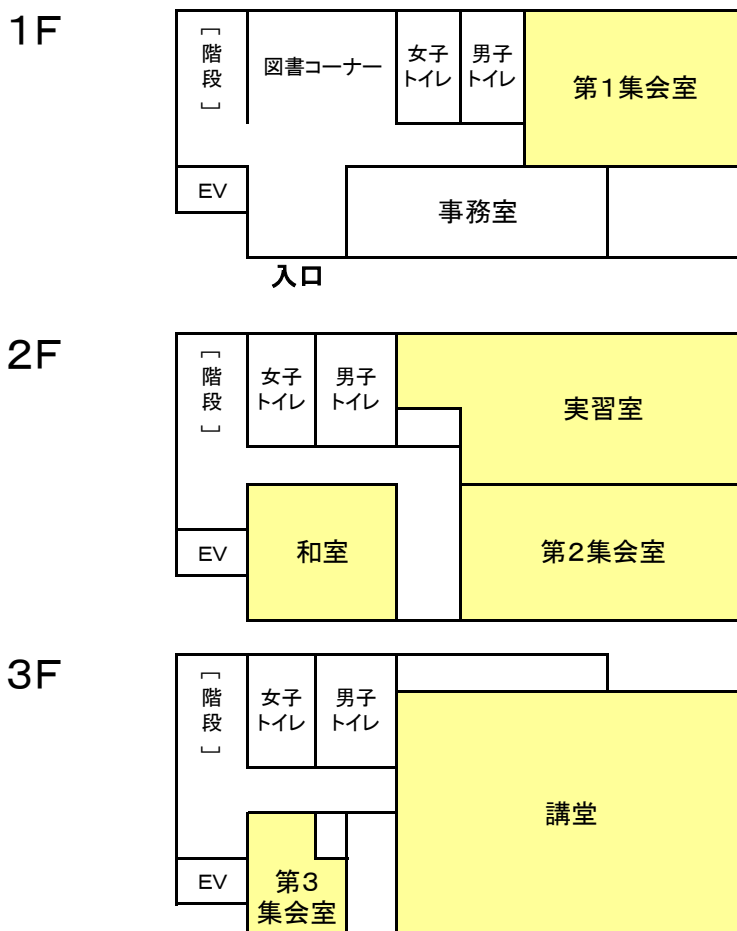 1F
［階段］
図書コーナー
女子
トイレ
男子
トイレ
第1集会室
EV
事務室
入口
2F
［階段］
女子
トイレ
男子
トイレ
実習室
EV
和室
第2集会室
3F
［階段］
女子
トイレ
男子
トイレ
講堂
EV
第3
集会室